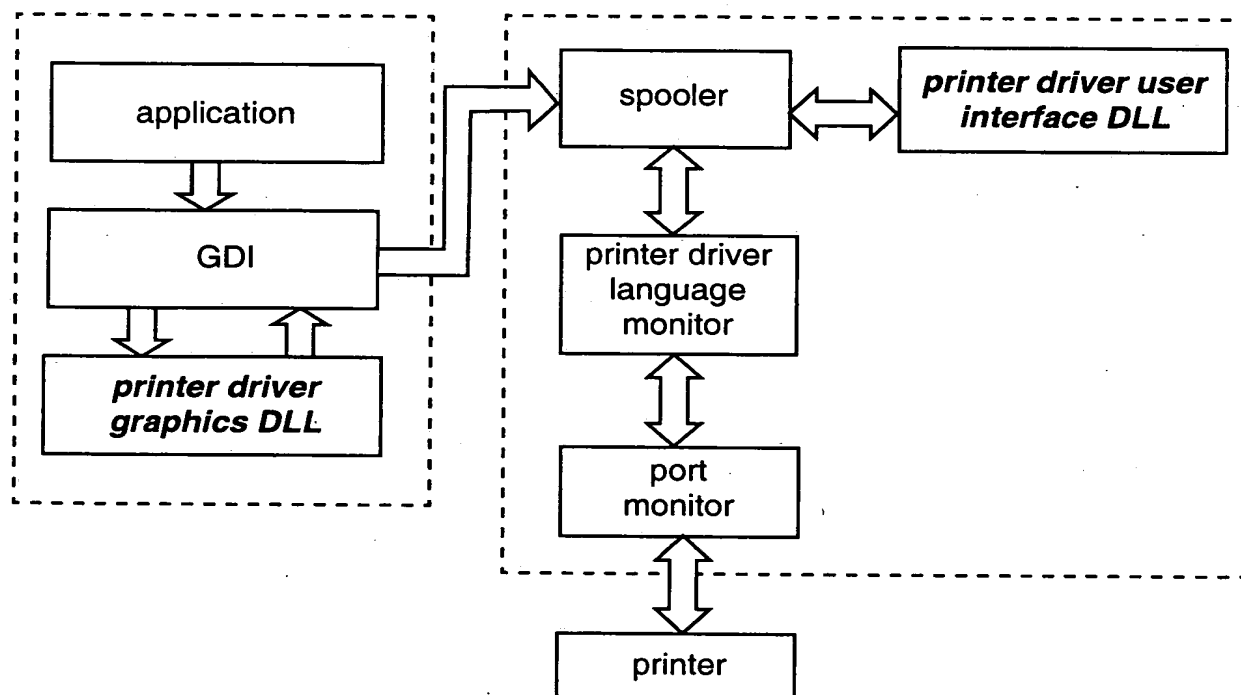 application
GDI
printer driver
graphics DLL
spooler
printer driver user
interface DLL
printer driver
language
monitor
port
monitor
printer